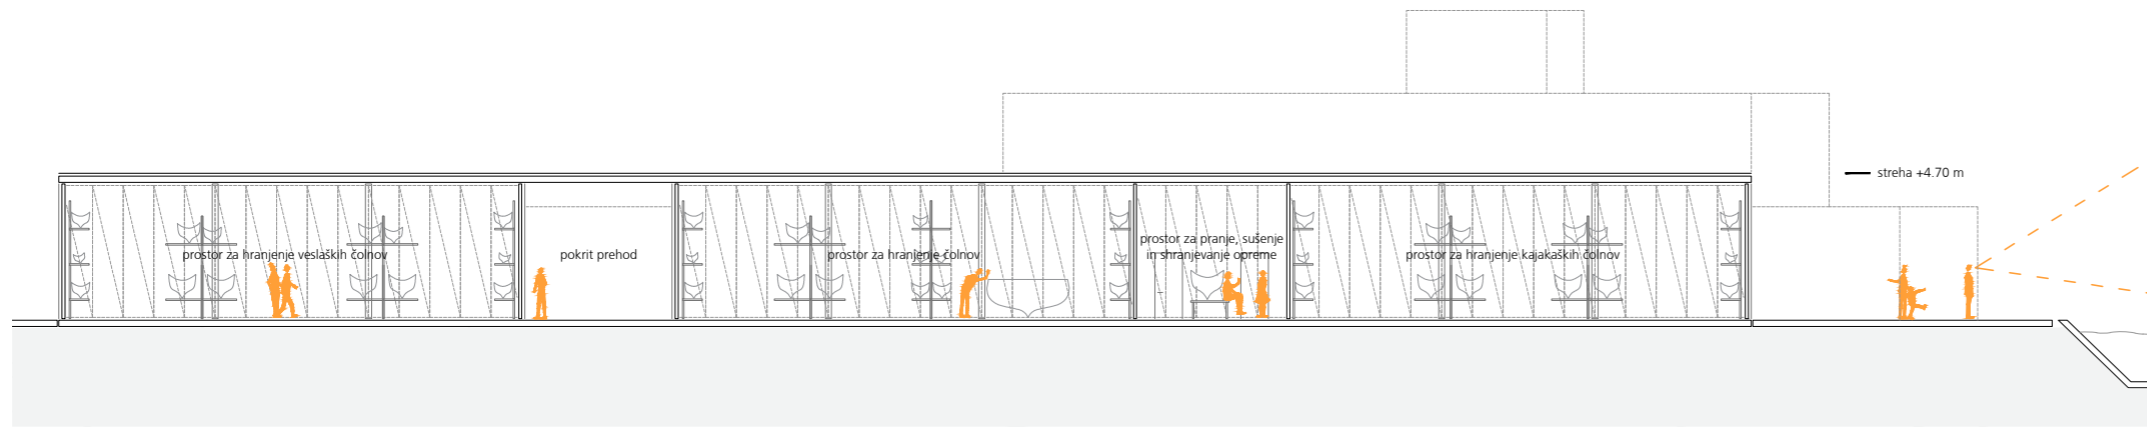 streha +4.70 m
prostor za hranjenje veslaških čolnov
pokrit prehod
prostor za hranjenje čolnov
prostor za pranje, sušenje
in shranjevanje opreme
prostor za hranjenje kajakaških čolnov